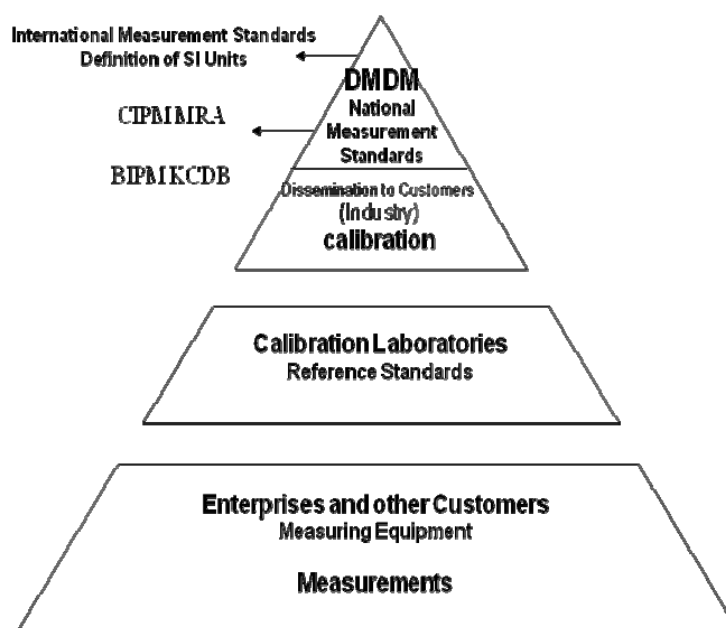 International Measurement Standards
Definition of SI Units
CIPM MRA
BIPM KCDB
DMDM
National
Measurement
Standards
Dissemination to Customers
(Industry)
calibration
Calibration Laboratories
Reference Standards
Enterprises and other Customers
Measuring Equipment
Measurements